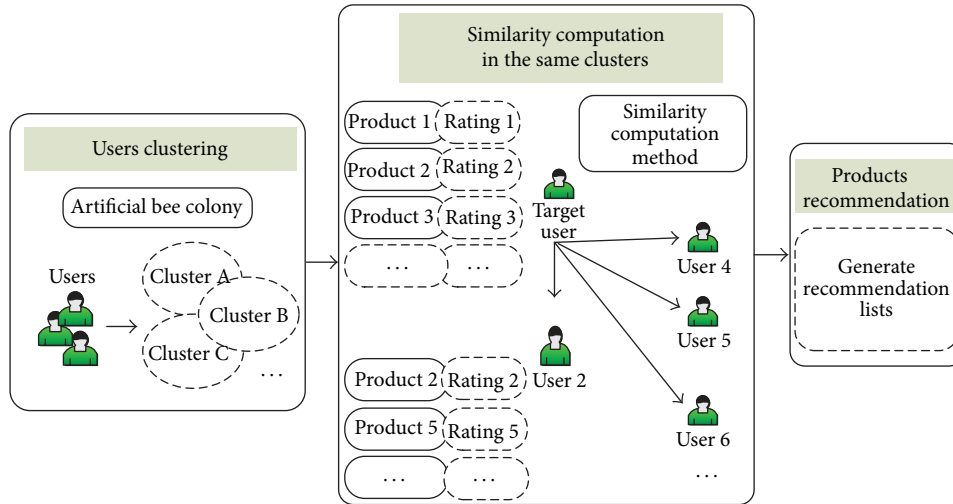 Users clustering
Artificial bee colony
Users
Cluster A
Cluster B
Cluster C
...
Similarity computation
in the same clusters
Product 1 Rating 1
Product 2 Rating 2
Product 3 Rating 3
... ...
Similarity
computation
method
Target
user
User 4
User 5
User 2
User 6
...
Product 2 Rating 2
Product 5 Rating 5
... ...
Products
recommendation
Generate
recommendation
lists